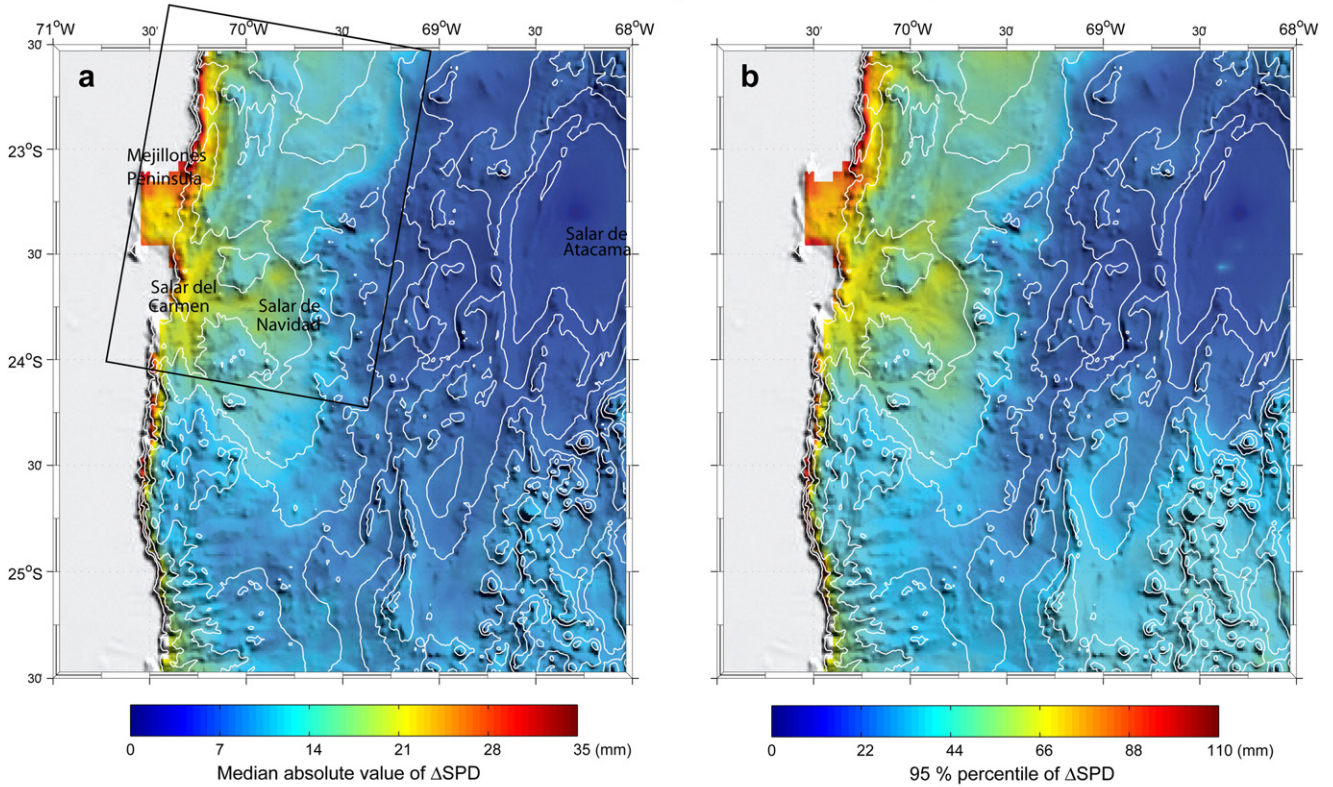 71°W 30' 70°W 30' 69°W 30' 68°W
30'
a
23°S
Mejillones
Peninsula
30'
Salar de
Atacama
Salar del
Carmen
Salar de
Navidad
24°S
30'
25°S
30'
0 7 14 21 28 35 (mm)
Median absolute value of ΔSPD
30' 70°W 30' 69°W 30' 68°W
b
0 22 44 66 88 110 (mm)
95 % percentile of ΔSPD